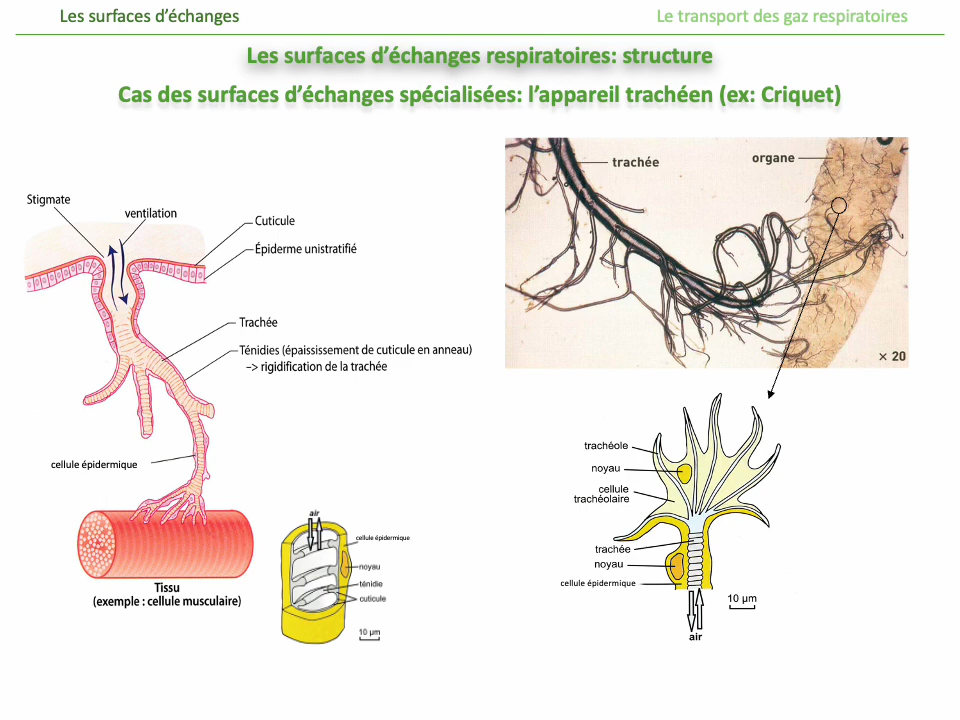 Les surfaces d’échanges
Le transport des gaz respiratoires
Les surfaces d’échanges respiratoires: structure
Cas des surfaces d’échanges spécialisées: l’appareil trachéen (ex: Criquet)
Stigmate
ventilation
Cuticule
Épiderme unistratifié
Trachée
Ténidies (épaississement de cuticule en anneau)
–> rigidification de la trachée
cellule épidermique
Tissu
(exemple : cellule musculaire)
air
cellule épidermique
noyau
ténidie
cuticule
10 µm
trachée
organe
× 20
trachéole
noyau
cellule
trachéolaire
trachée
noyau
cellule épidermique
10 µm
air